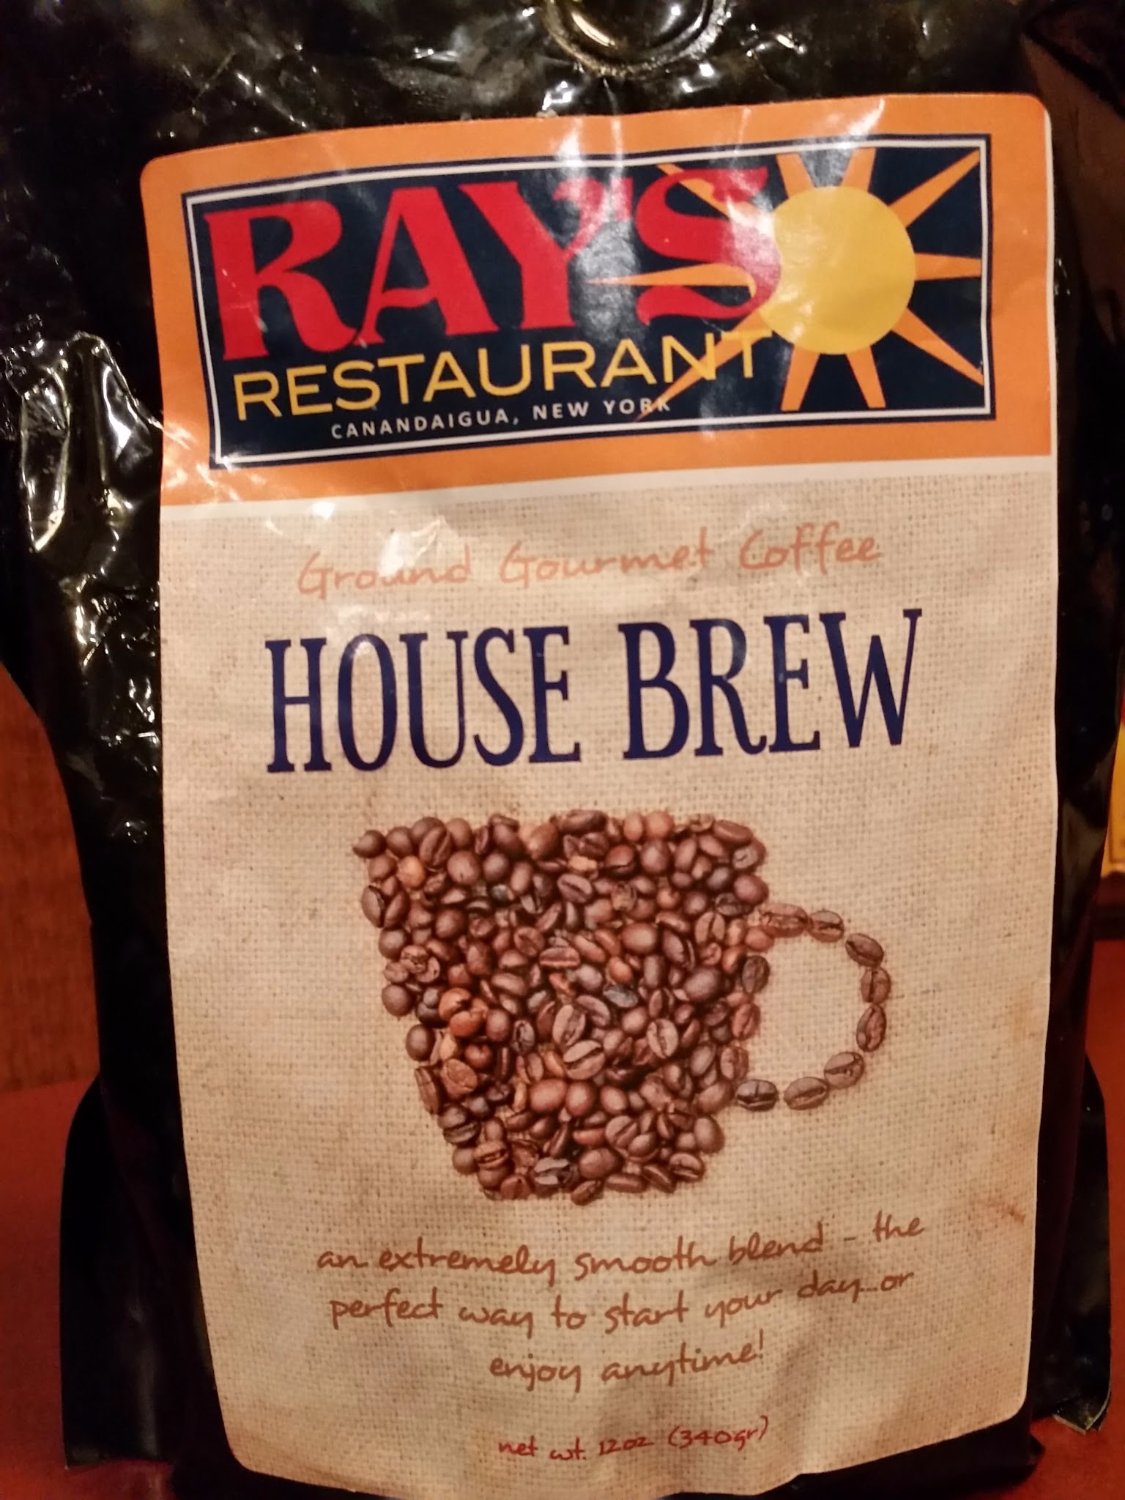 RAY'S
RESTAURANT
CANANDAIGUA, NEW YORK
Ground Gourmet Coffee
HOUSE BREW
an extremely smooth blend - the
perfect way to start your day...or
enjoy anytime!
net wt. 12oz (340gr)